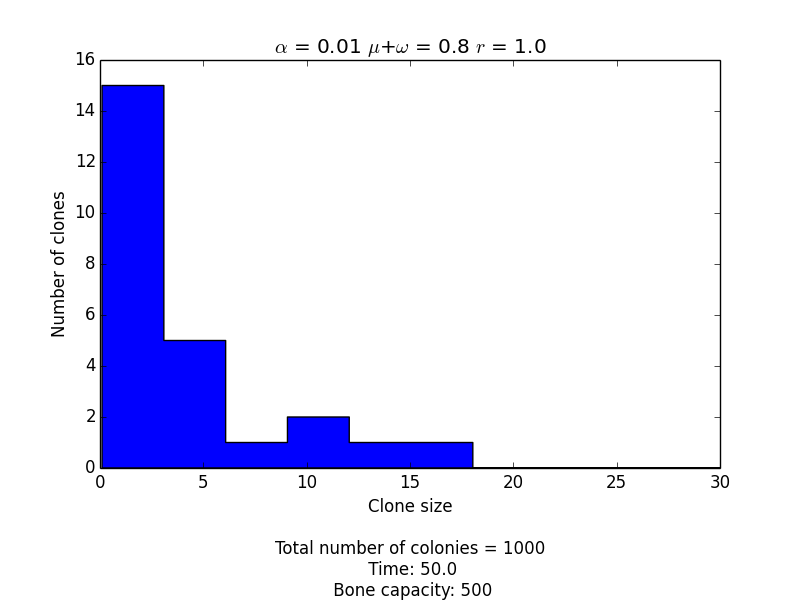 α = 0.01 μ+ω = 0.8 r = 1.0
16
14
12
10
8
6
4
2
0
Number of clones
0 5 10 15 20 25 30
Clone size
Total number of colonies = 1000
Time: 50.0
Bone capacity: 500